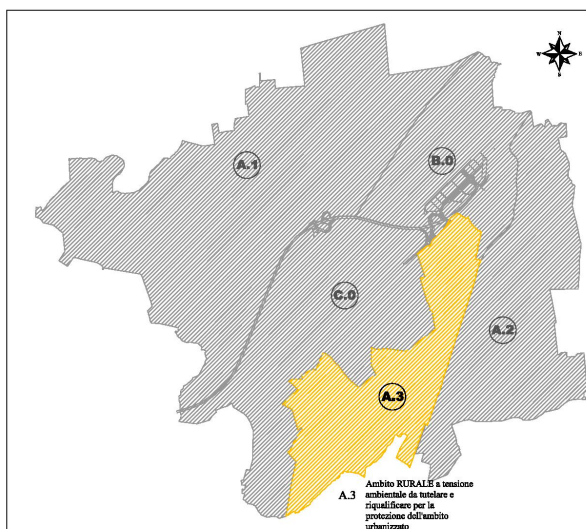 N
W
E
S
A.1
B.0
C.0
A.2
A.3
A.3 Ambito RURALE a tensione
ambientale da tutelare e
riqualificare per la
protezione dell'ambito
urbanizzato